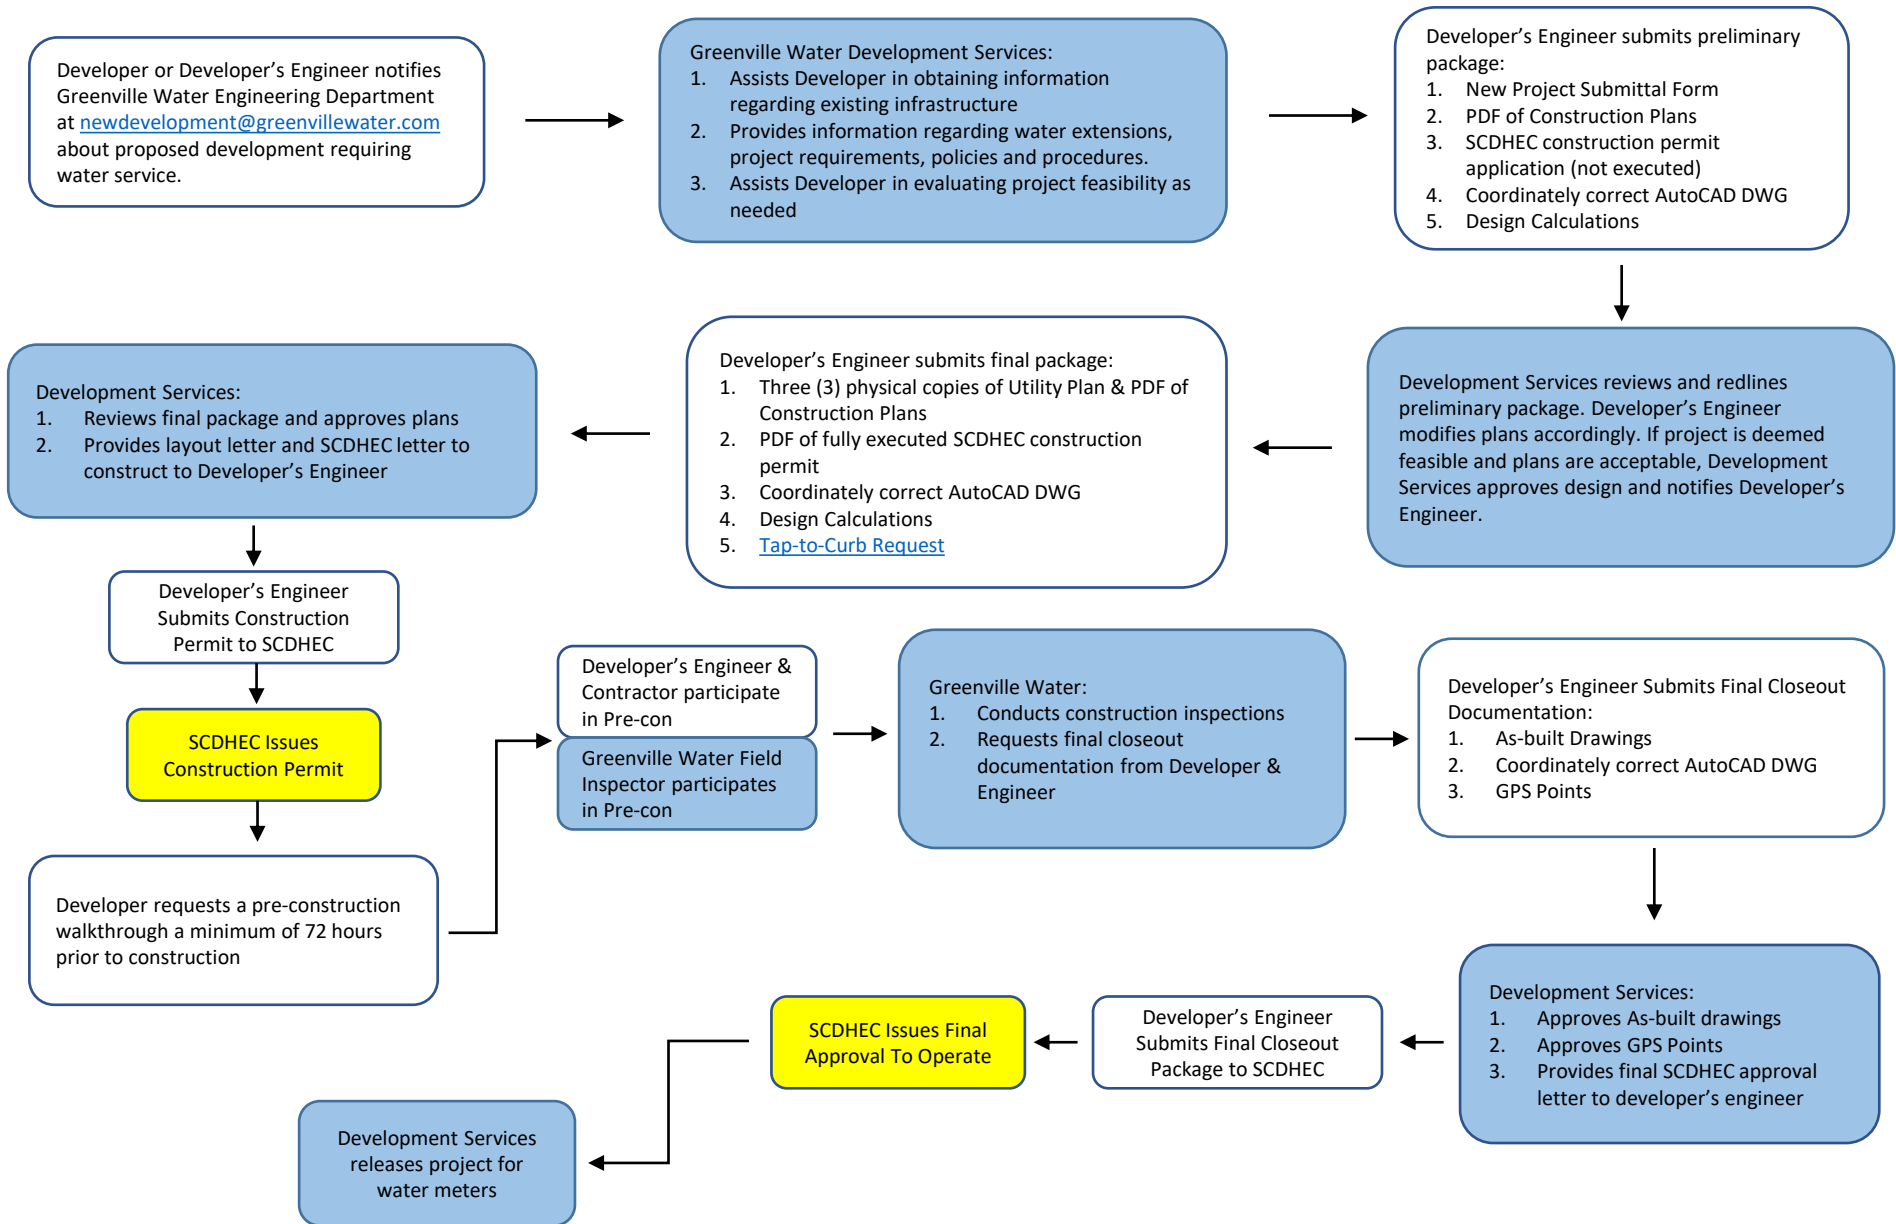 Developer or Developer's Engineer notifies
Greenville Water Engineering Department
at newdevelopment@greenvillewater.com
about proposed development requiring
water service.
Greenville Water Development Services:
1. Assists Developer in obtaining information
regarding existing infrastructure
2. Provides information regarding water extensions,
project requirements, policies and procedures.
3. Assists Developer in evaluating project feasibility as
needed
Developer’s Engineer submits preliminary
package:
1. New Project Submittal Form
2. PDF of Construction Plans
3. SCDHEC construction permit
application (not executed)
4. Coordinately correct AutoCAD DWG
5. Design Calculations
Development Services reviews and redlines
preliminary package. Developer’s Engineer
modifies plans accordingly. If project is deemed
feasible and plans are acceptable, Development
Services approves design and notifies Developer’s
Engineer.
Developer’s Engineer submits final package:
1. Three (3) physical copies of Utility Plan & PDF of
Construction Plans
2. PDF of fully executed SCDHEC construction
permit
3. Coordinately correct AutoCAD DWG
4. Design Calculations
5. Tap-to-Curb Request
Development Services:
1. Reviews final package and approves plans
2. Provides layout letter and SCDHEC letter to
construct to Developer’s Engineer
Developer’s Engineer
Submits Construction
Permit to SCDHEC
SCDHEC Issues
Construction Permit
Developer requests a pre-construction
walkthrough a minimum of 72 hours
prior to construction
Developer’s Engineer &
Contractor participate
in Pre-con
Greenville Water Field
Inspector participates
in Pre-con
Greenville Water:
1. Conducts construction inspections
2. Requests final closeout
documentation from Developer &
Engineer
Developer’s Engineer Submits Final Closeout
Documentation:
1. As-built Drawings
2. Coordinately correct AutoCAD DWG
3. GPS Points
Development Services:
1. Approves As-built drawings
2. Approves GPS Points
3. Provides final SCDHEC approval
letter to developer’s engineer
Developer’s Engineer
Submits Final Closeout
Package to SCDHEC
SCDHEC Issues Final
Approval To Operate
Development Services
releases project for
water meters